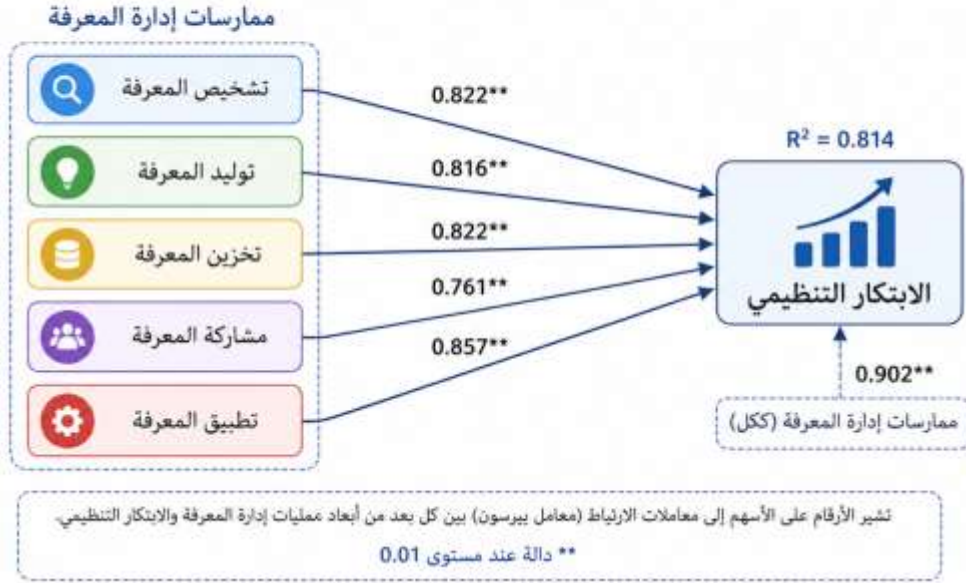 ممارسات إدارة المعرفة
تشخيص المعرفة
توليد المعرفة
تخزين المعرفة
مشاركة المعرفة
تطبيق المعرفة
0.822**
0.816**
0.822**
0.761**
0.857**
R² = 0.814
الابتكار التنظيمي
0.902**
ممارسات إدارة المعرفة (ككل)
تشير الأرقام على الأسهم إلى معاملات الارتباط (معامل بيرسون) بين كل بعد من أبعاد ممليات إدارة المعرفة والابتكار التنظيمي.
** دالة عند مستوى 0.01